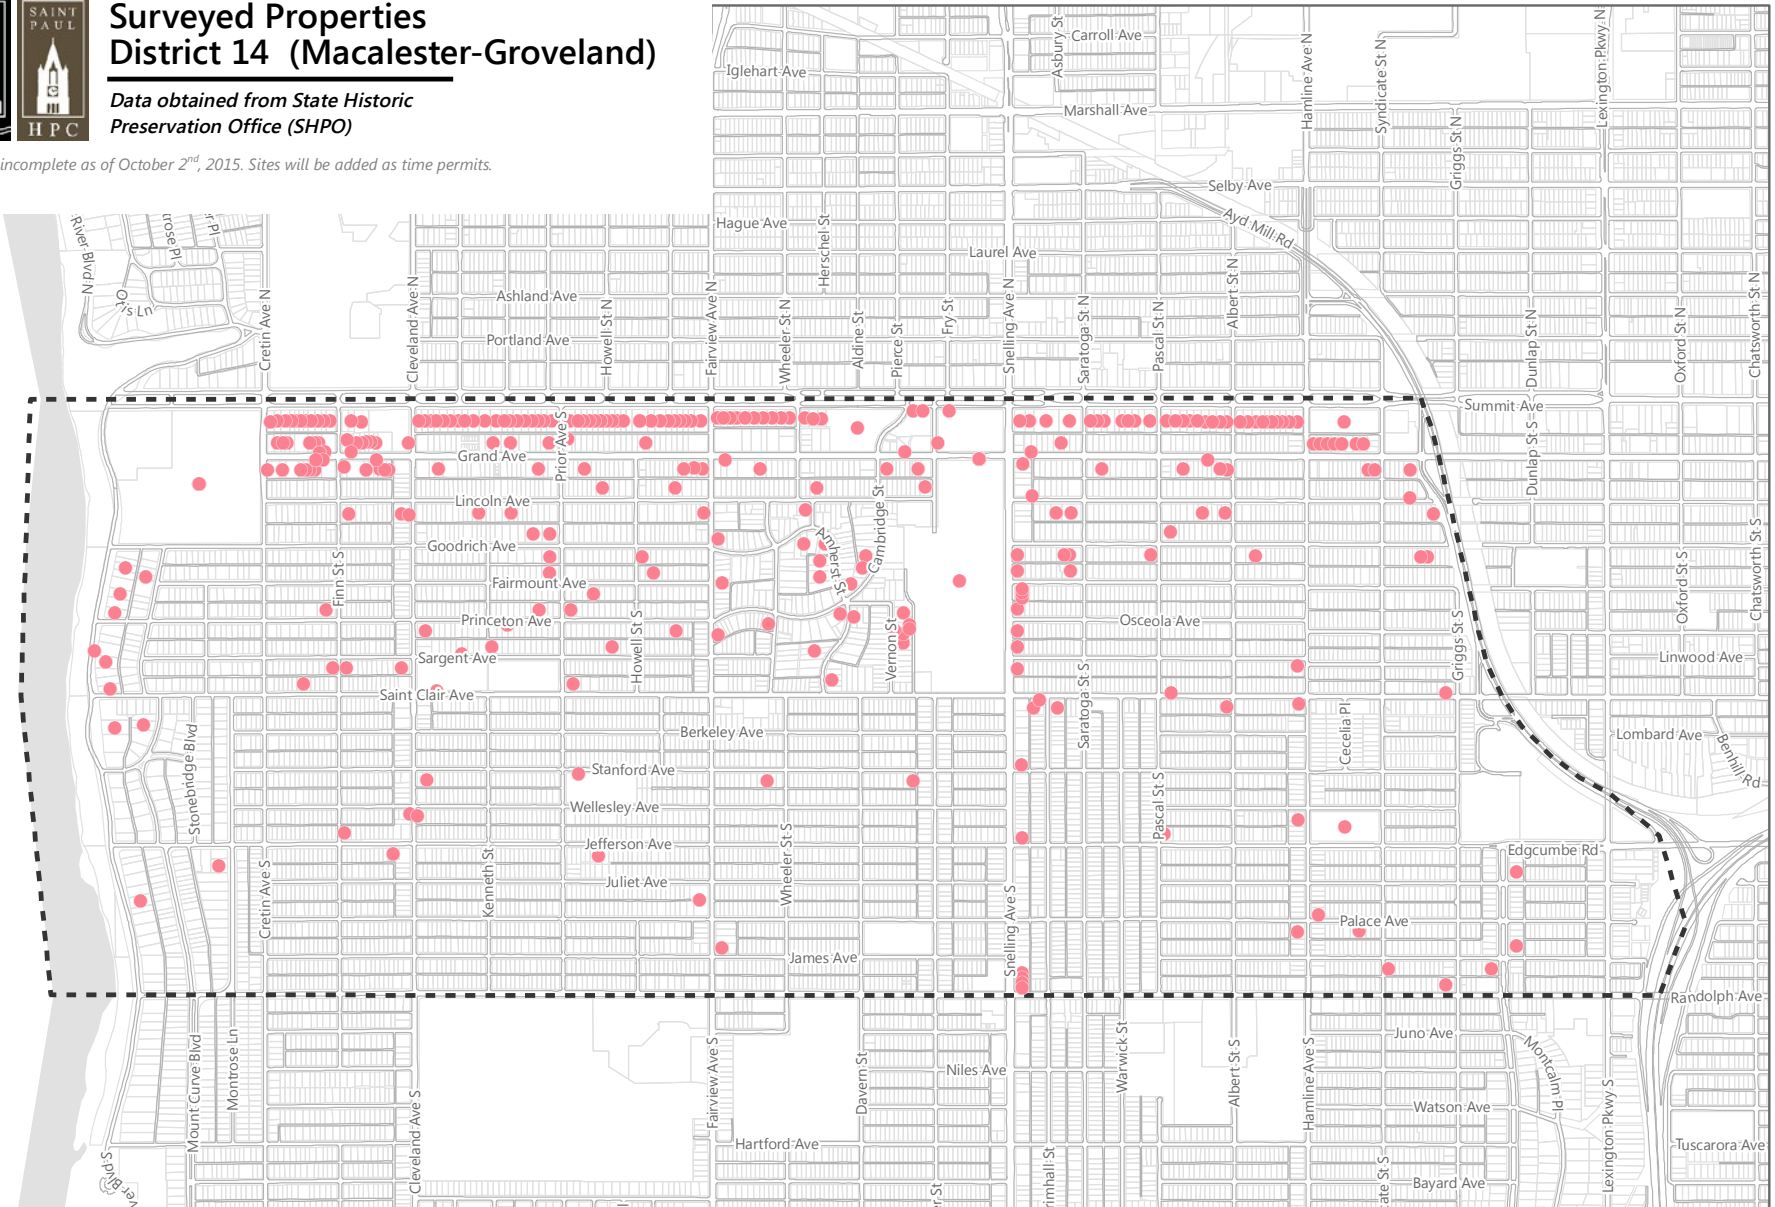 SAINT
PAUL
HPC
Surveyed Properties
District 14 (Macalester-Groveland)
Data obtained from State Historic
Preservation Office (SHPO)
incomplete as of October 2nd, 2015. Sites will be added as time permits.
Carroll Ave
Asbury St
Iglehart Ave
Marshall Ave
Hamline Ave N
Syndicate St N
Lexington Pkwy N
Griggs St N
Selby Ave
Hague Ave
Herschel St
Ayd Mill Rd
Laurel Ave
River Blvd N
Otis Ln
Cretin Ave N
Cleveland Ave N
Ashland Ave
Portland Ave
Howell St N
Fairview Ave N
Wheeler St N
Aldine St
Pierce St
Fry St
Snelling Ave N
Saratoga St N
Pascal St N
Albert St N
Dunlap St N
Oxford St N
Chatsworth St N
Summit Ave
Grand Ave
Prior Ave S
Lincoln Ave
Goodrich Ave
Fairmount Ave
Finn St S
Princeton Ave
Sargent Ave
Howell St S
Saint Clair Ave
Amherst St
Cambridge St
Vernon St
Osceola Ave
Saratoga St S
Griggs St S
Dunlap St S
Oxford St S
Chatsworth St S
Linwood Ave
Lombard Ave
Benhill Rd
Cecelia Pl
Berkeley Ave
Stonebridge Blvd
Stanford Ave
Wellesley Ave
Pascal St S
Jefferson Ave
Edgcumbe Rd
Juliet Ave
Kenneth St
Wheeler St S
Cretin Ave S
Snelling Ave S
Palace Ave
James Ave
Randolph Ave
Juno Ave
Mount Curve Blvd
Montrose Ln
Cleveland Ave S
Fairview Ave S
Davern St
Niles Ave
Warwick St
Albert St S
Hamline Ave S
Montcalm Pl
Lexington Pkwy S
Watson Ave
Hartford Ave
Tuscarora Ave
Bayard Ave